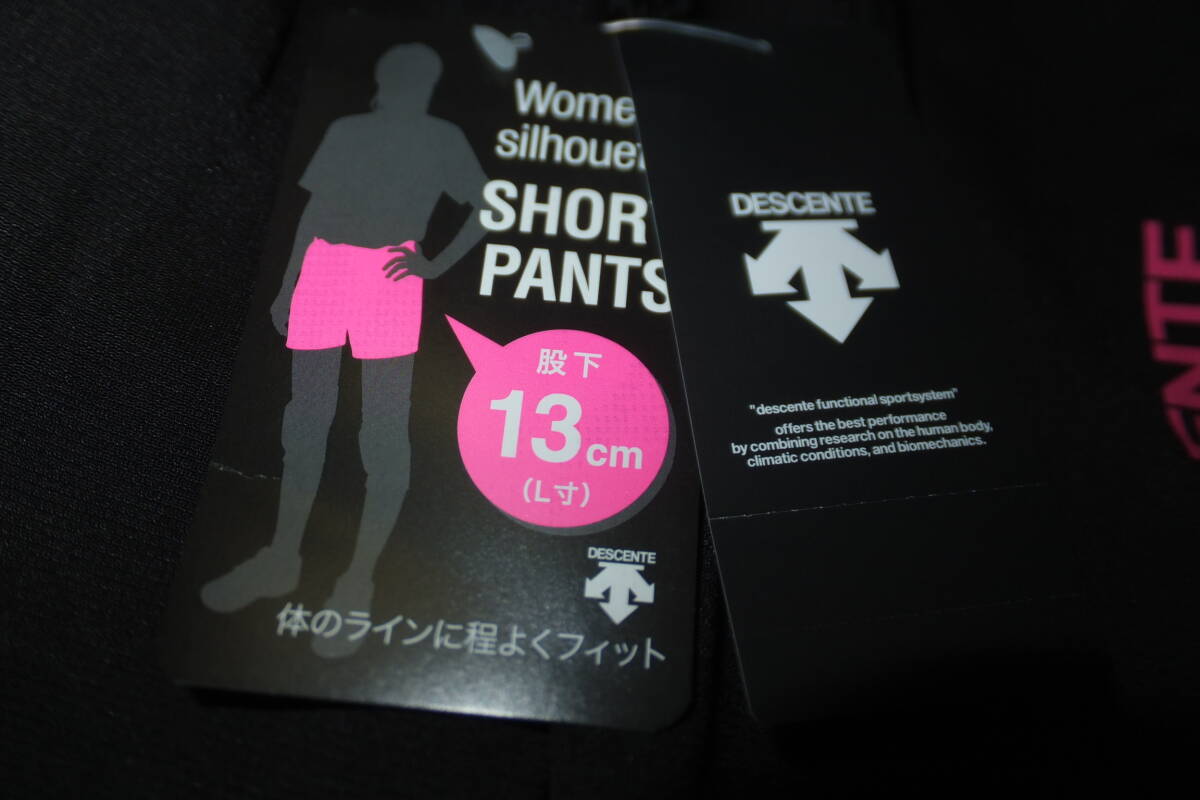 Wome
silhouet
SHOR
PANTS
股下
13cm
(L寸)
DESCENTE
体のラインに程よくフィット
DESCENTE
"descente functional sportsystem"
offers the best performance
by combining research on the human body,
climatic conditions, and biomechanics.
ENTE